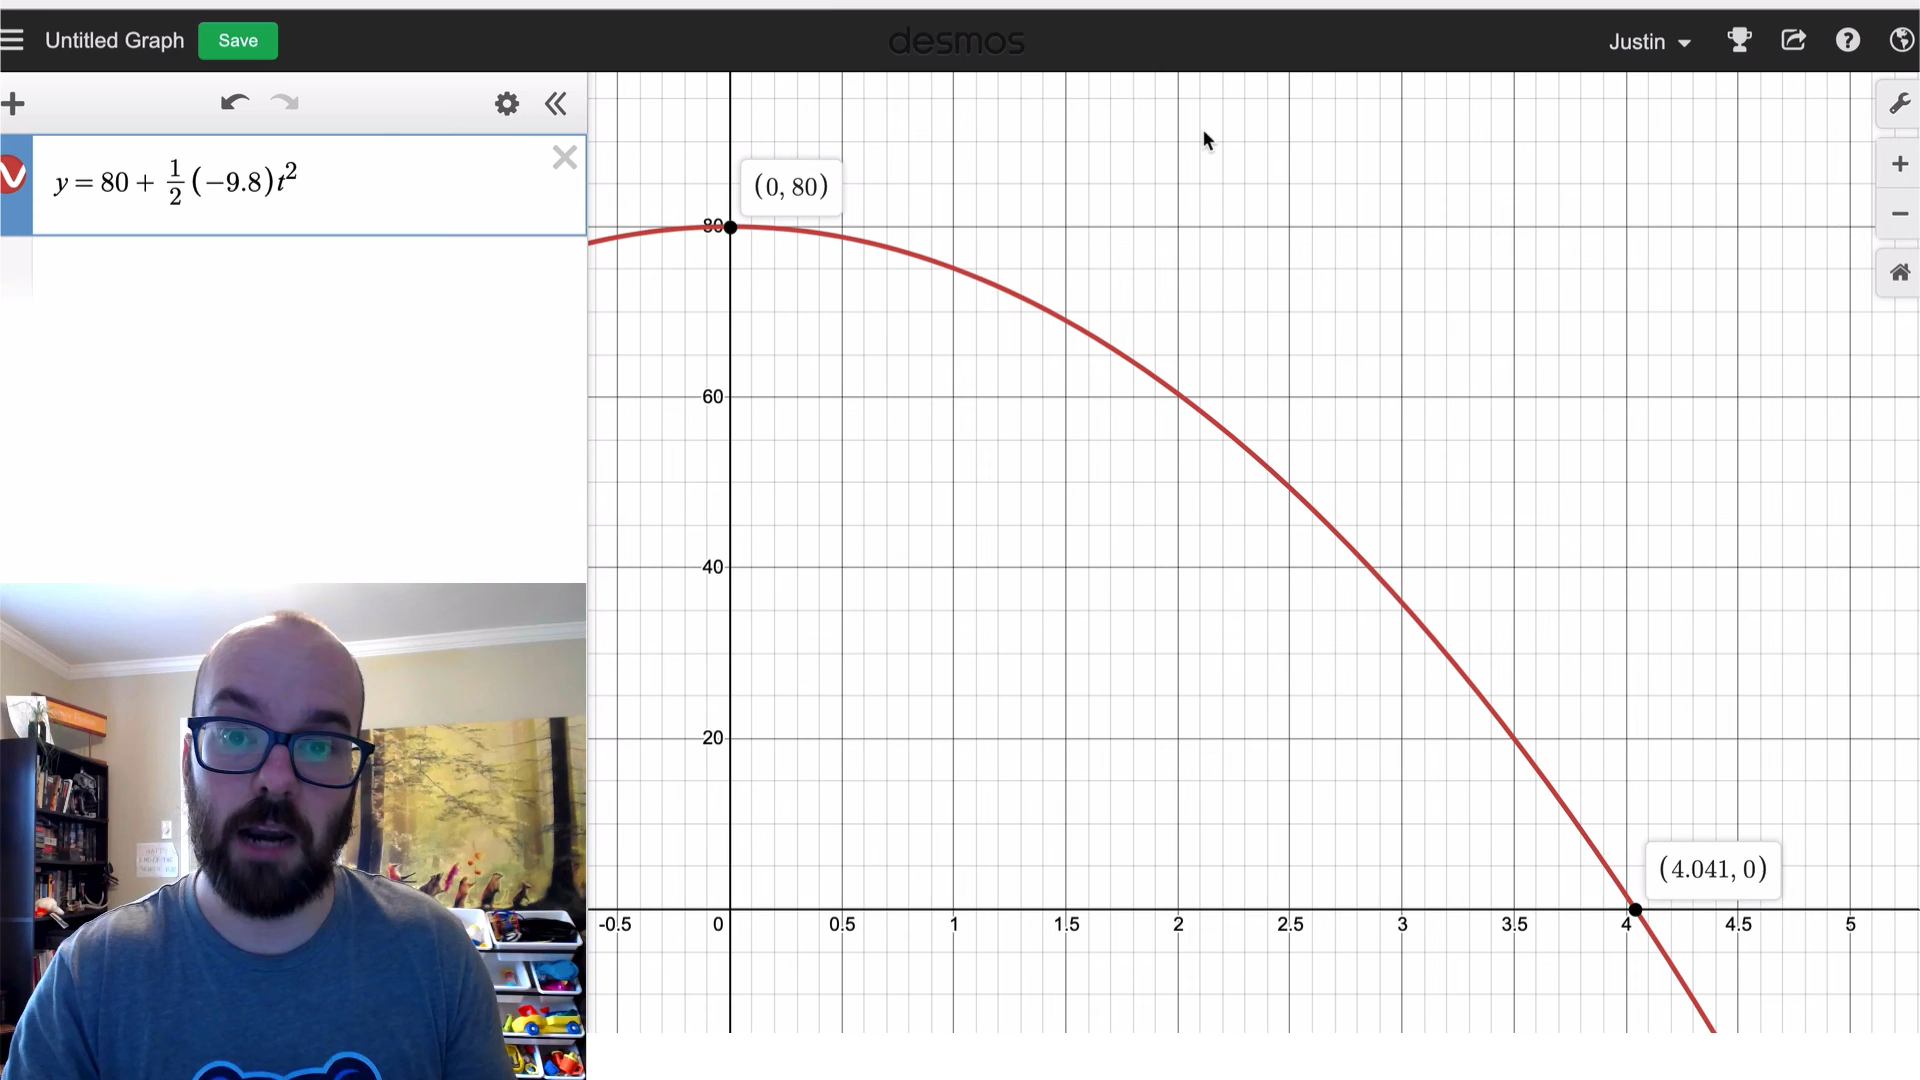 Untitled Graph Save desmos Justin
y = 80 + 1/2 (−9.8)t²
(0, 80)
80
60
40
20
(4.041, 0)
-0.5 0 0.5 1 1.5 2 2.5 3 3.5 4 4.5 5